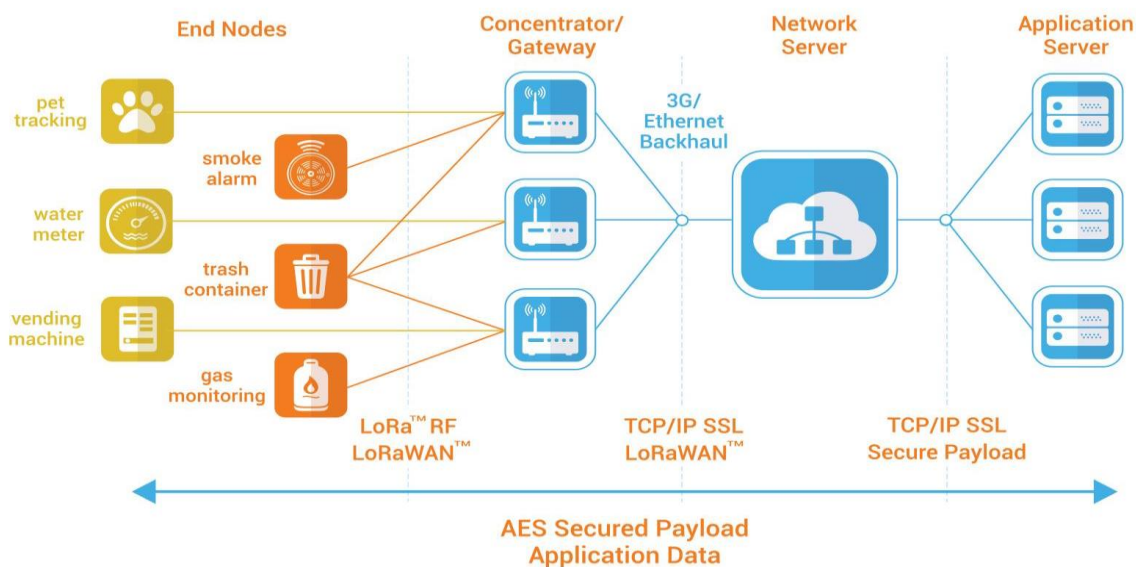 End Nodes
Concentrator/
Gateway
Network
Server
Application
Server
pet
tracking
smoke
alarm
water
meter
trash
container
vending
machine
gas
monitoring
3G/
Ethernet
Backhaul
LoRa™ RF
LoRaWAN™
TCP/IP SSL
LoRaWAN™
TCP/IP SSL
Secure Payload
AES Secured Payload
Application Data